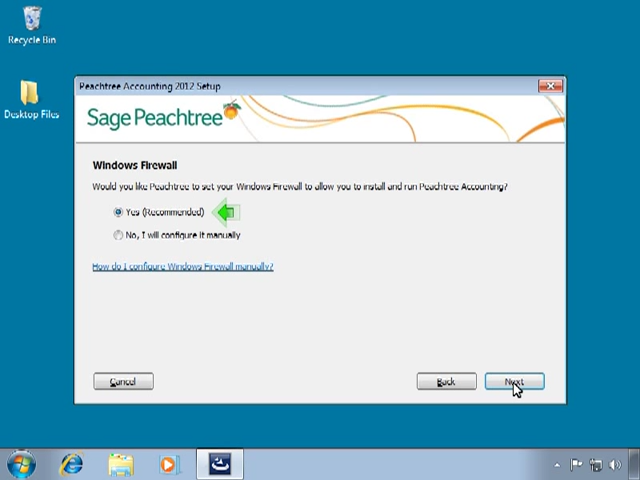 Recycle Bin
Desktop Files
Peachtree Accounting 2012 Setup
Sage Peachtree
Windows Firewall
Would you like Peachtree to set your Windows Firewall to allow you to install and run Peachtree Accounting?
Yes (Recommended)
No, I will configure it manually
How do I configure Windows Firewall manually?
Cancel
Back
Next